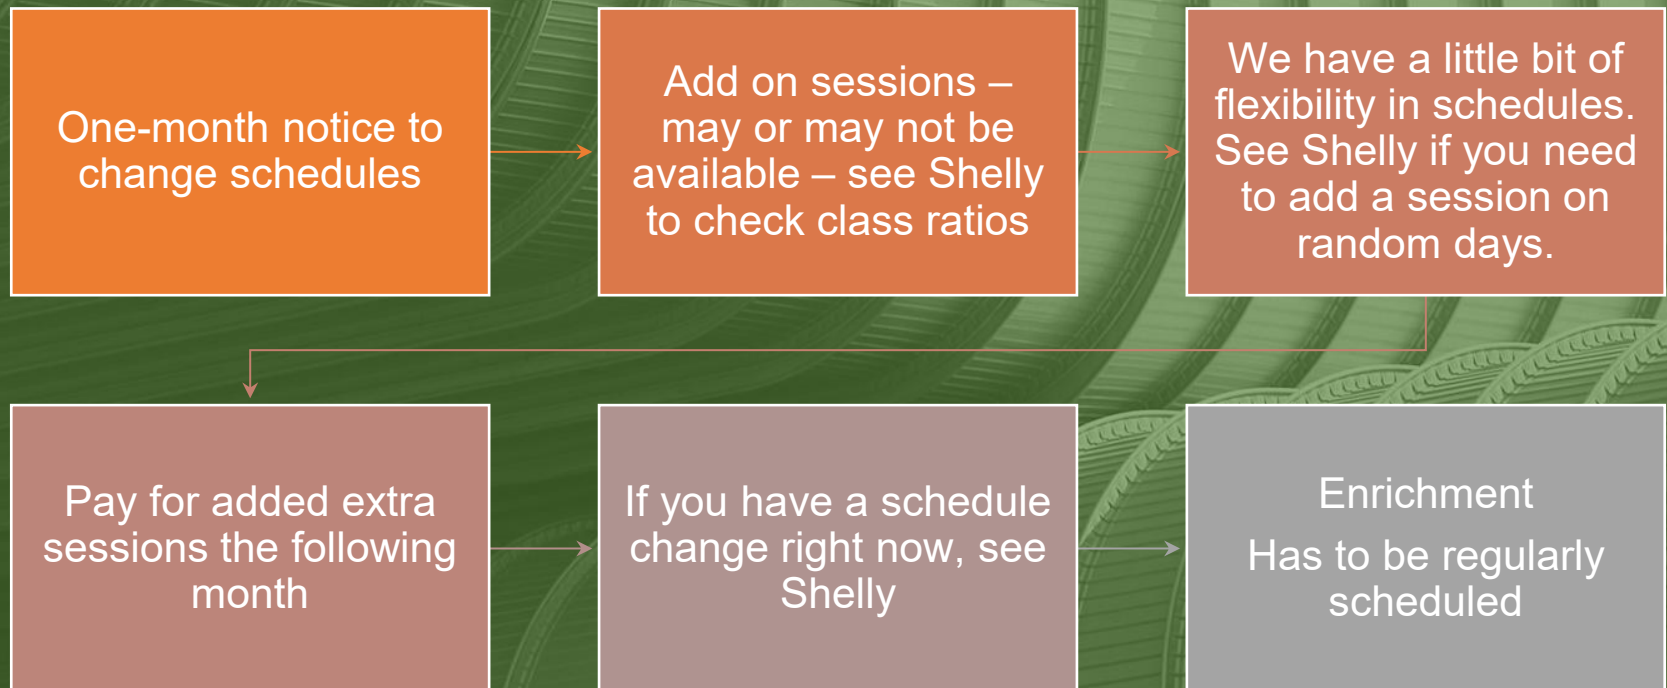 One-month notice to
change schedules
Add on sessions –
may or may not be
available – see Shelly
to check class ratios
We have a little bit of
flexibility in schedules.
See Shelly if you need
to add a session on
random days.
Pay for added extra
sessions the following
month
If you have a schedule
change right now, see
Shelly
Enrichment
Has to be regularly
scheduled